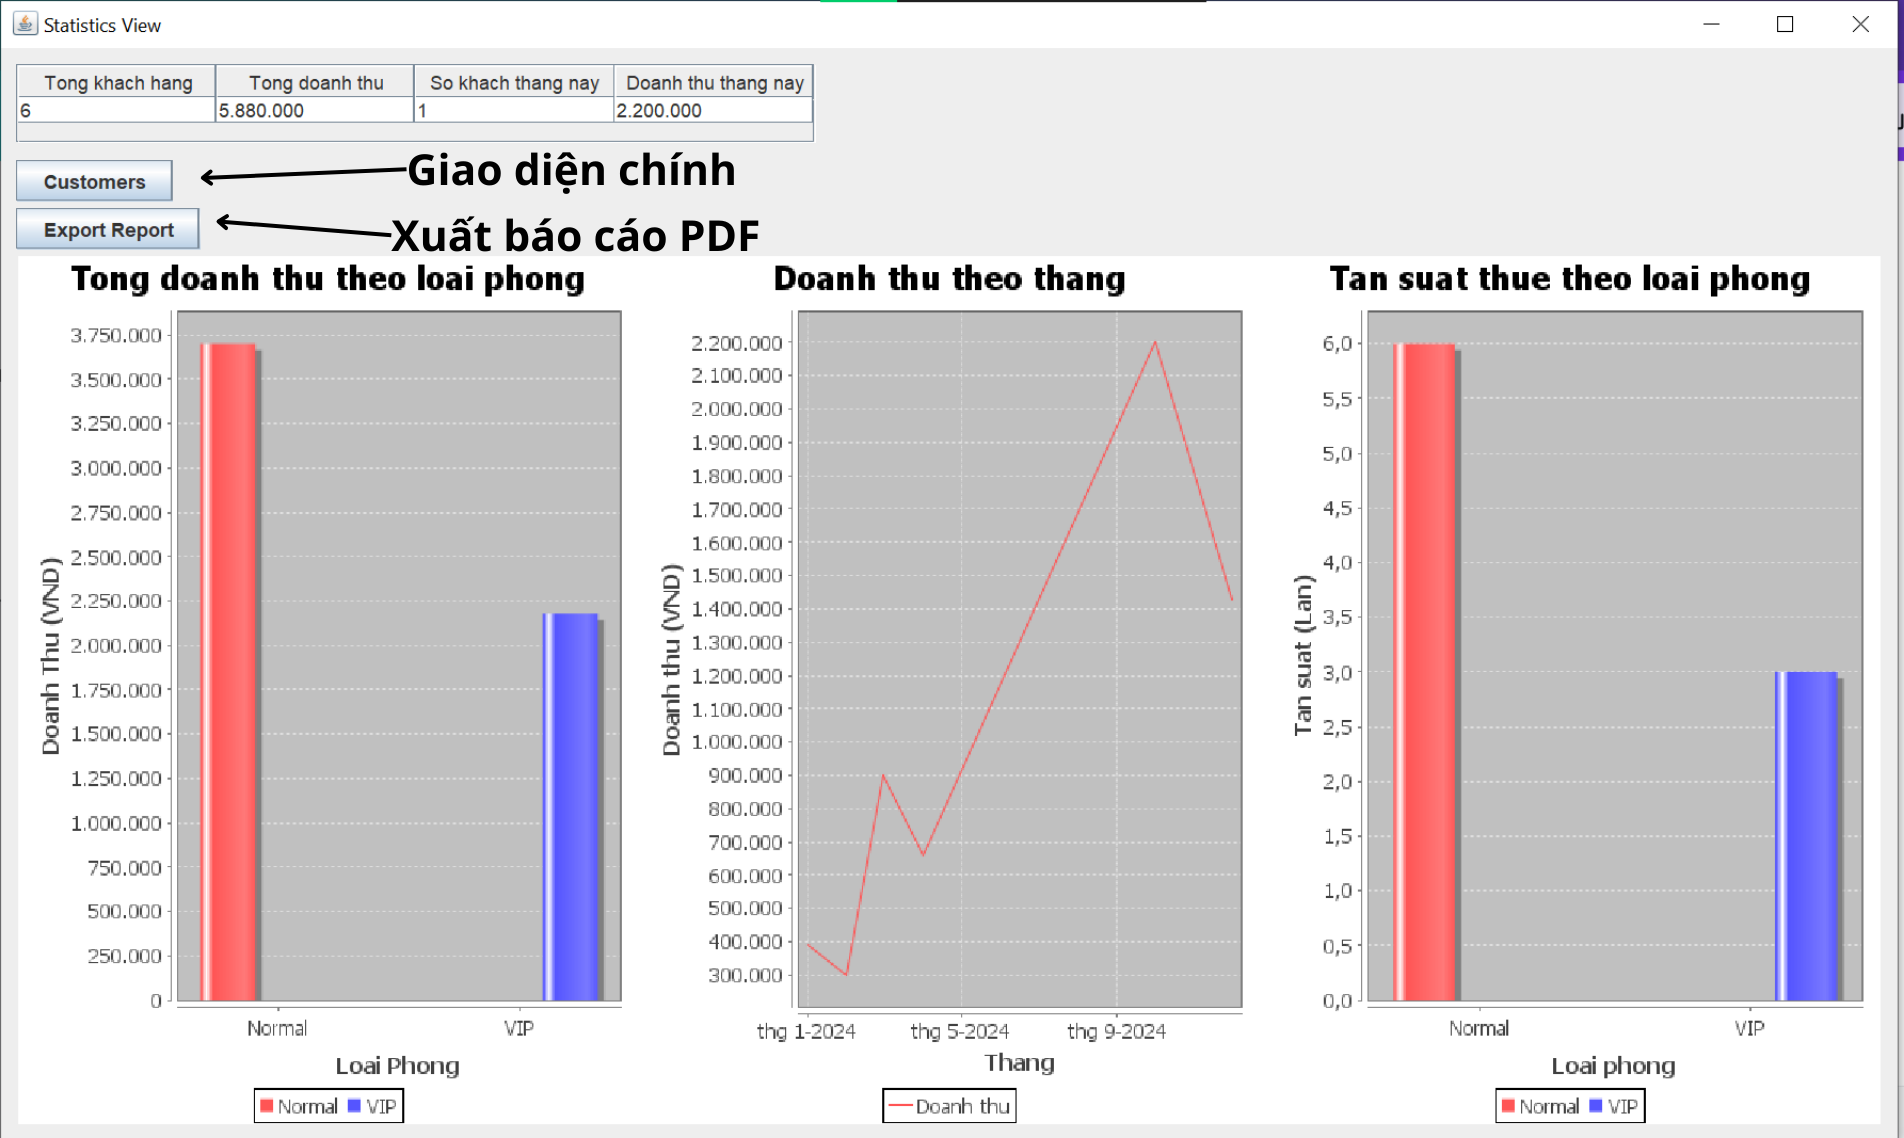 Statistics View
Tong khach hang Tong doanh thu So khach thang nay Doanh thu thang nay
6 5.880.000 1 2.200.000
Customers
Giao diện chính
Export Report
Xuất báo cáo PDF
Tong doanh thu theo loai phong
3.750.000
3.500.000
3.250.000
3.000.000
2.750.000
2.500.000
2.250.000
2.000.000
1.750.000
1.500.000
1.250.000
1.000.000
750.000
500.000
250.000
0
Doanh Thu (VND)
Normal VIP
Loai Phong
Normal VIP
Doanh thu theo thang
2.200.000
2.100.000
2.000.000
1.900.000
1.800.000
1.700.000
1.600.000
1.500.000
1.400.000
1.300.000
1.200.000
1.100.000
1.000.000
900.000
800.000
700.000
600.000
500.000
400.000
300.000
Doanh thu (VND)
thg 1-2024 thg 5-2024 thg 9-2024
Thang
Doanh thu
Tan suat thue theo loai phong
6,0
5,5
5,0
4,5
4,0
3,5
3,0
2,5
2,0
1,5
1,0
0,5
0,0
Tan suat (Lan)
Normal VIP
Loai phong
Normal VIP